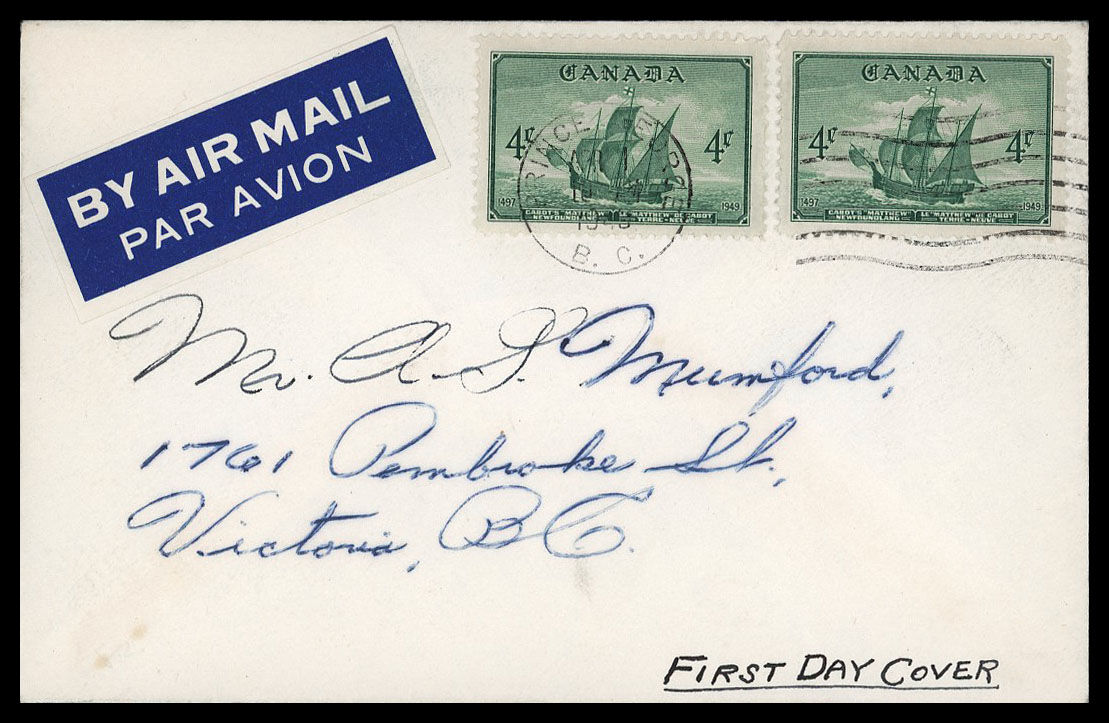 BY AIR MAIL
PAR AVION
CANADA
4¢ 4¢
1497 1949
CABOT'S "MATTHEW" LE "MATTHEW" DE CABOT
NEWFOUNDLAND TERRE-NEUVE
CANADA
4¢ 4¢
1497 1949
CABOT'S "MATTHEW" LE "MATTHEW" DE CABOT
NEWFOUNDLAND TERRE-NEUVE
PRINCE
B. C.
Mr. A. S. Mumford,
1761 Pembroke St.,
Victoria, B C.
FIRST DAY COVER